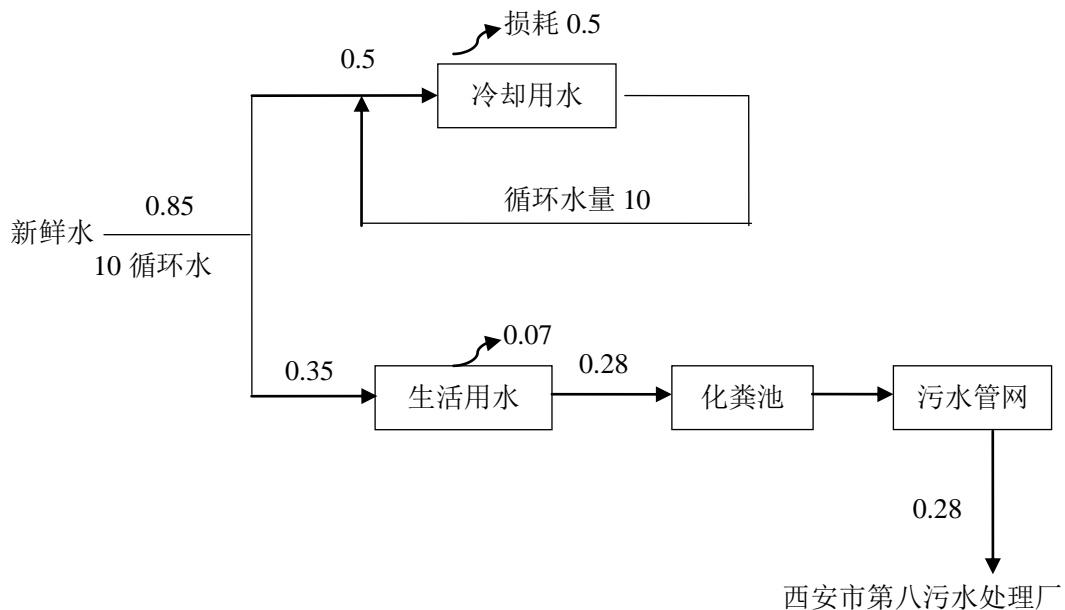 损耗 0.5
0.5
冷却用水
循环水量 10
0.85
新鲜水
10 循环水
0.07
0.35
0.28
生活用水
化粪池
污水管网
0.28
西安市第八污水处理厂